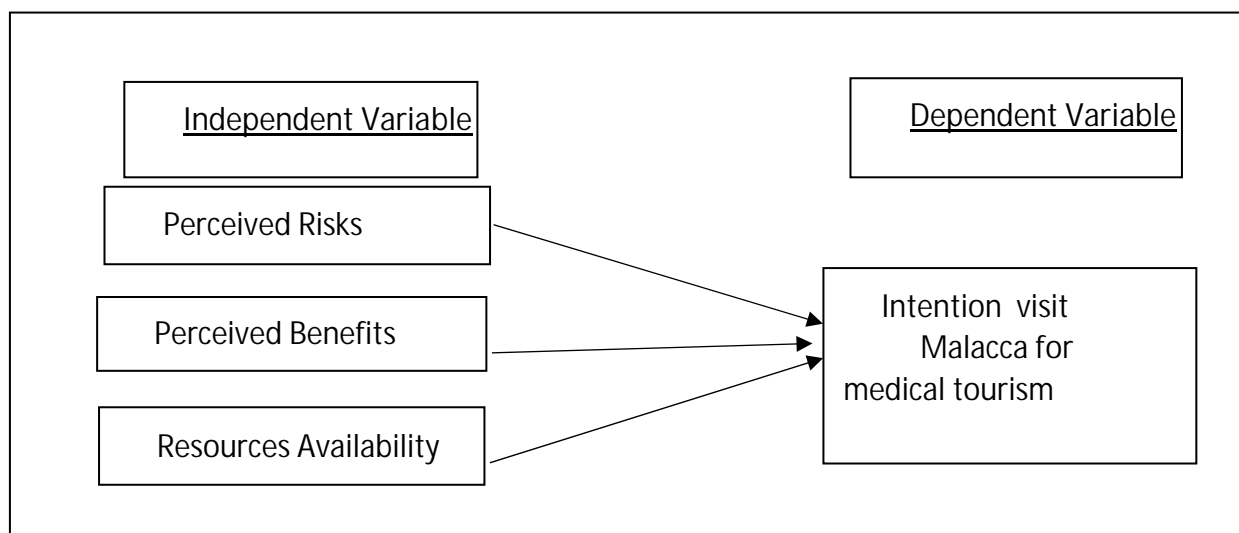 Independent Variable
Dependent Variable
Perceived Risks
Perceived Benefits
Resources Availability
Intention visit
Malacca for
medical tourism